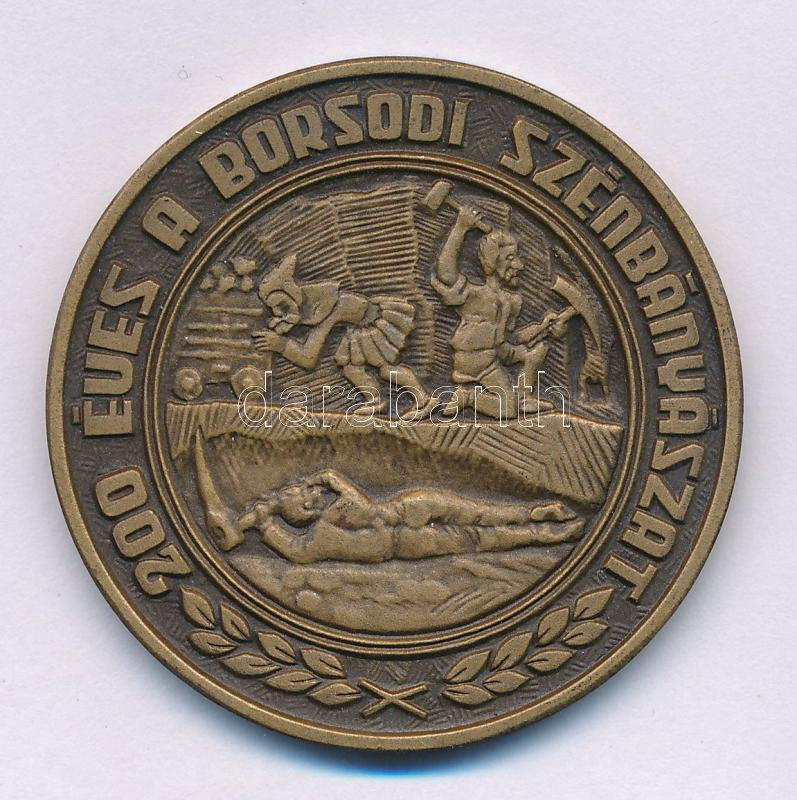 200 ÉVES A BORSODI SZÉNBÁNYÁSZAT
darabanth